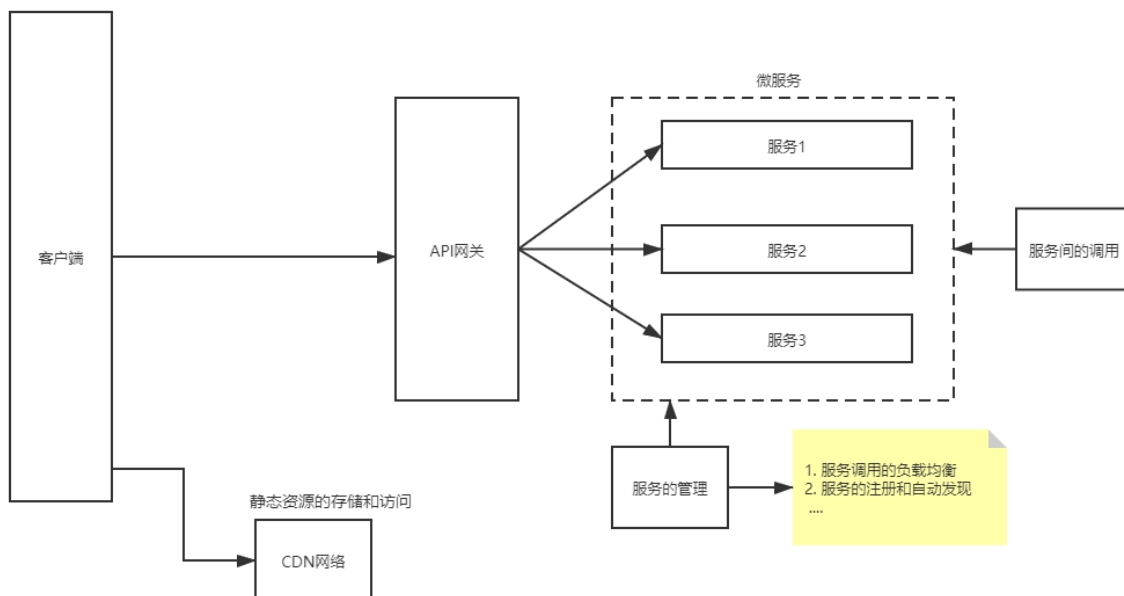 微服务
服务1
客户端
API网关
服务2
服务间的调用
服务3
服务的管理
1. 服务调用的负载均衡
2. 服务的注册和自动发现
....
静态资源的存储和访问
CDN网络